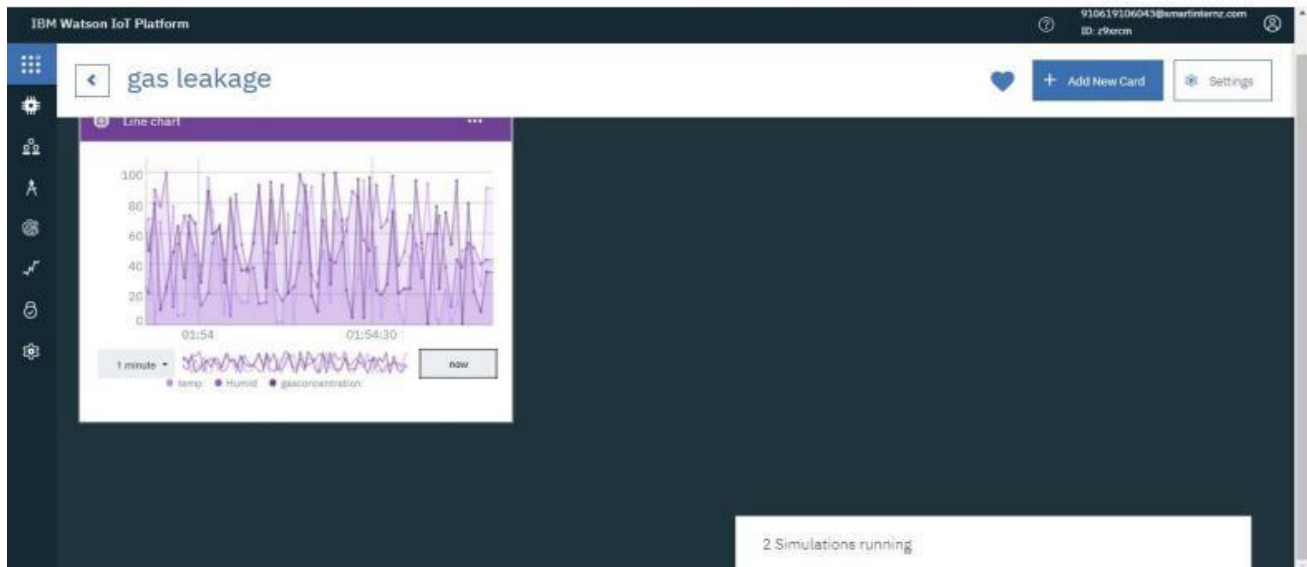 IBM Watson IoT Platform
910619106043@smartinternz.com
ID: z9xrcm
gas leakage
+ Add New Card
Settings
Line chart
100
80
60
40
20
0
01:54
01:54:30
1 minute
now
temp Humid gasconcentration
2 Simulations running